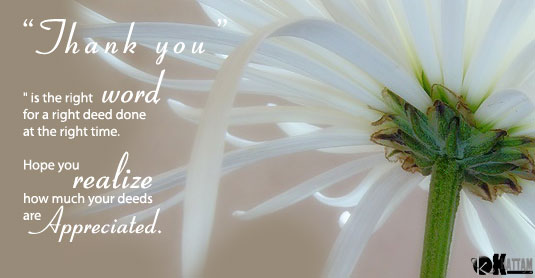 “Thank you”
" is the right word
for a right deed done
at the right time.
Hope you
realize
how much your deeds
are Appreciated.
KATTAM